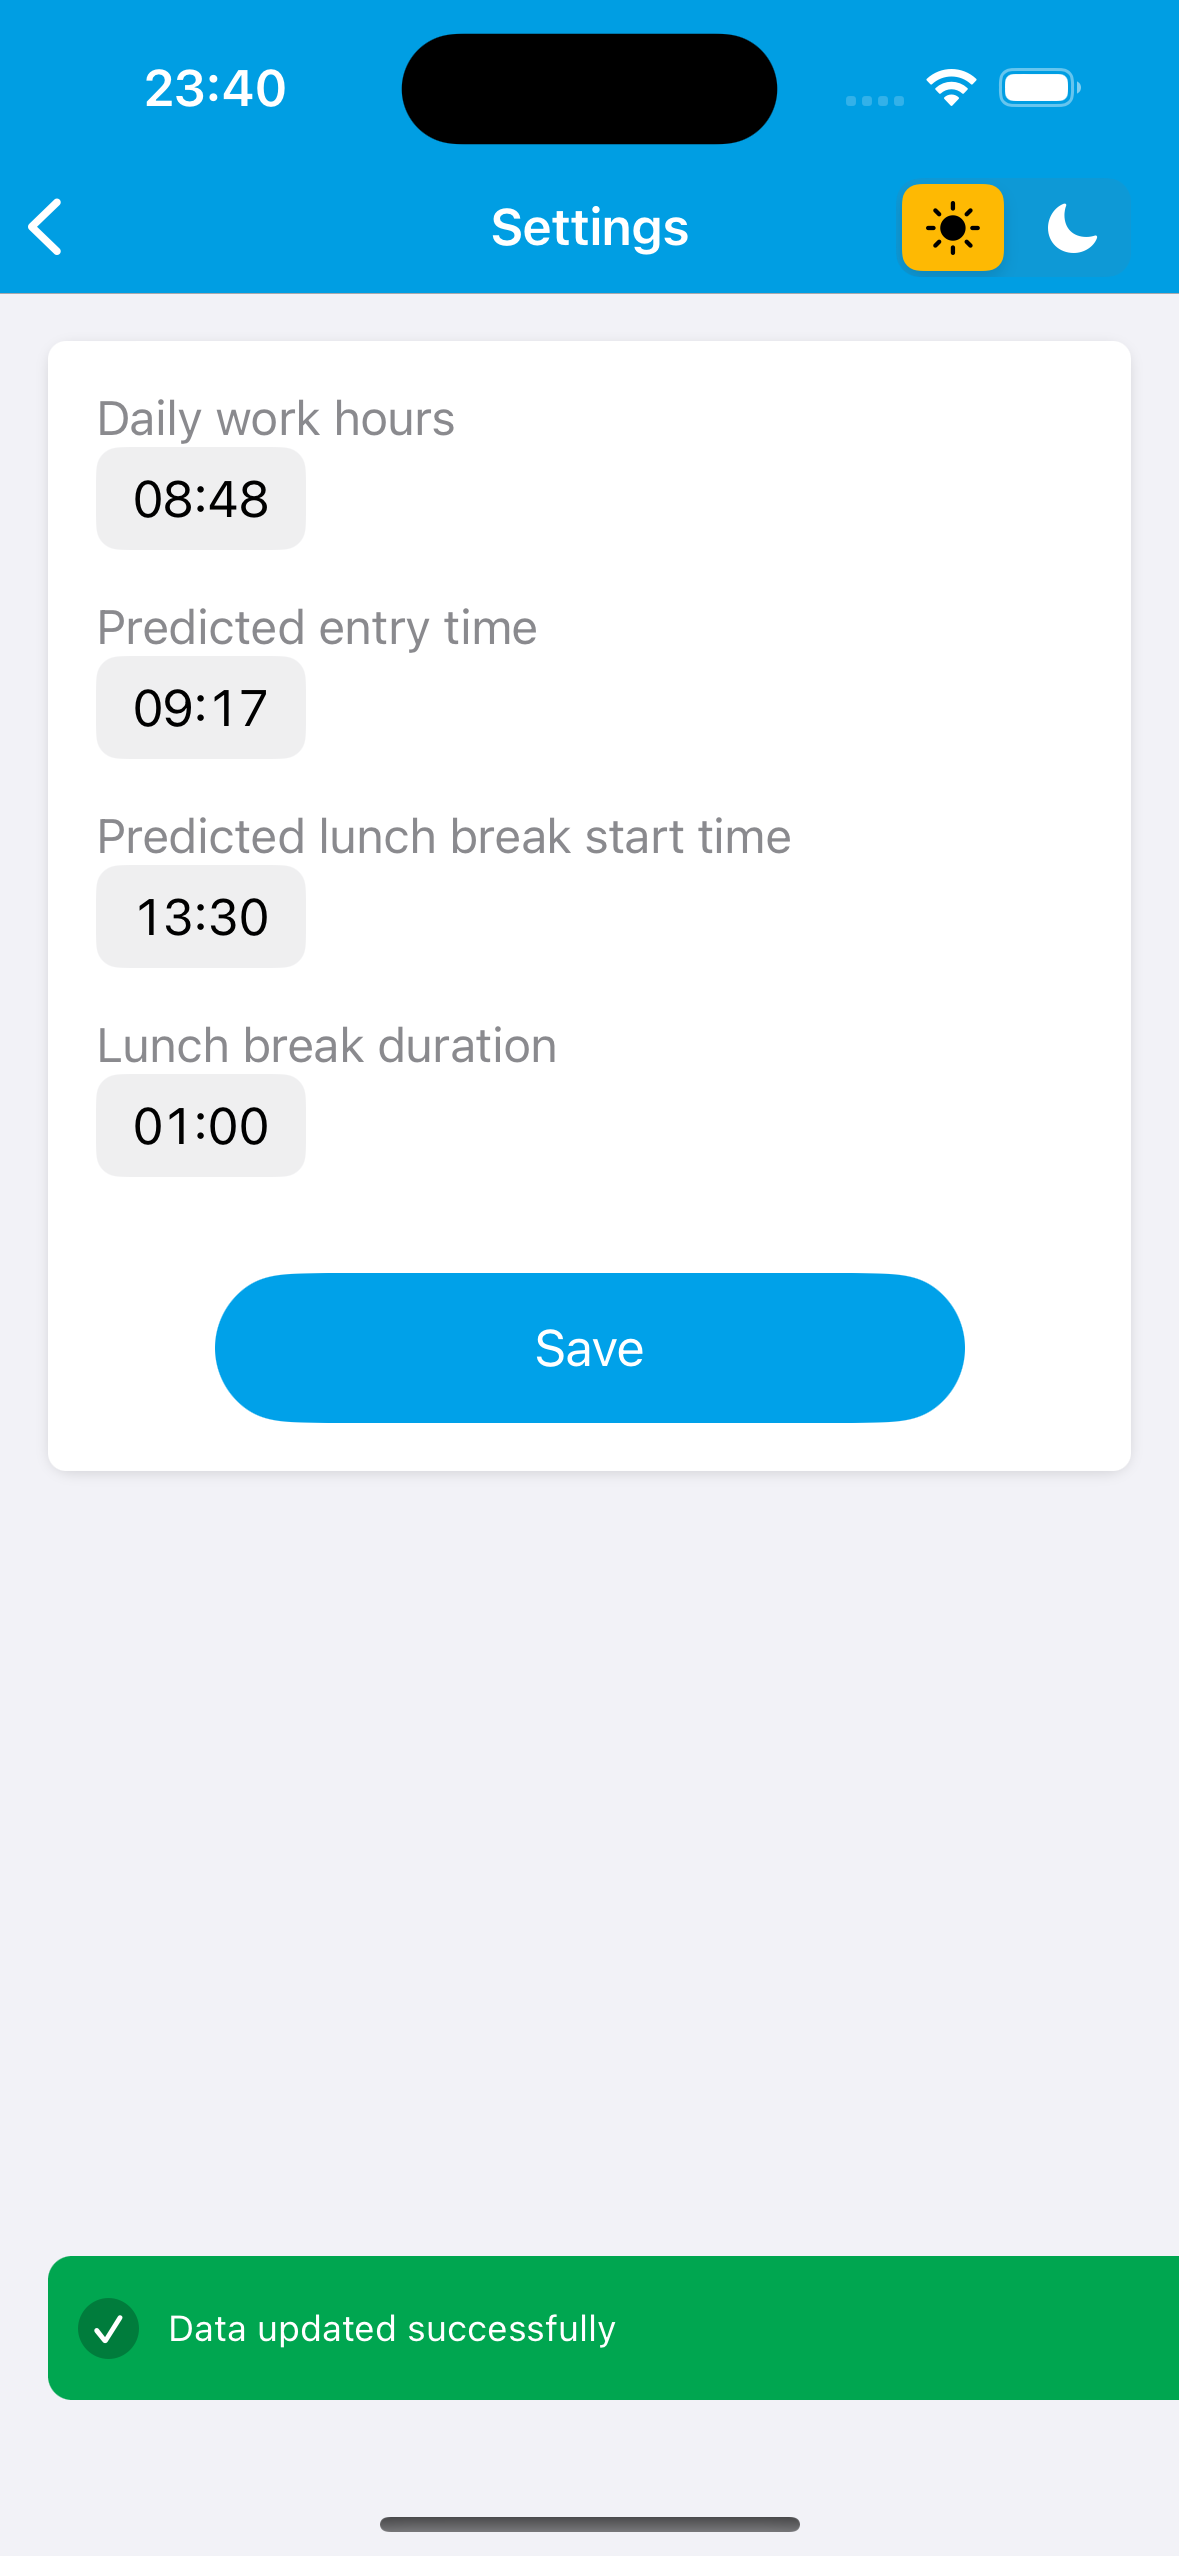 23:40
Settings
Daily work hours
08:48
Predicted entry time
09:17
Predicted lunch break start time
13:30
Lunch break duration
01:00
Save
Data updated successfully